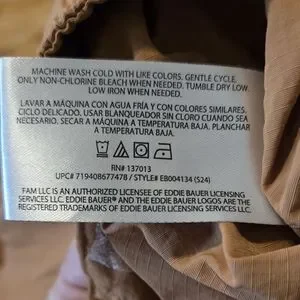 MACHINE WASH COLD WITH LIKE COLORS. GENTLE CYCLE.
ONLY NON-CHLORINE BLEACH WHEN NEEDED. TUMBLE DRY LOW.
LOW IRON WHEN NEEDED.
LAVAR A MÁQUINA CON AGUA FRÍA Y CON COLORES SIMILARES.
CICLO DELICADO. USAR BLANQUEADOR SIN CLORO CUANDO SEA
NECESARIO. SECAR A MÁQUINA A TEMPERATURA BAJA. PLANCHAR
A TEMPERATURA BAJA.
RN# 137013
UPC# 719408677478 / STYLE# EB004134 (S24)
FAM LLC IS AN AUTHORIZED LICENSEE OF EDDIE BAUER LICENSING
SERVICES LLC. EDDIE BAUER® AND THE EDDIE BAUER LOGOS ARE THE
REGISTERED TRADEMARKS OF EDDIE BAUER LICENSING SERVICES LLC.